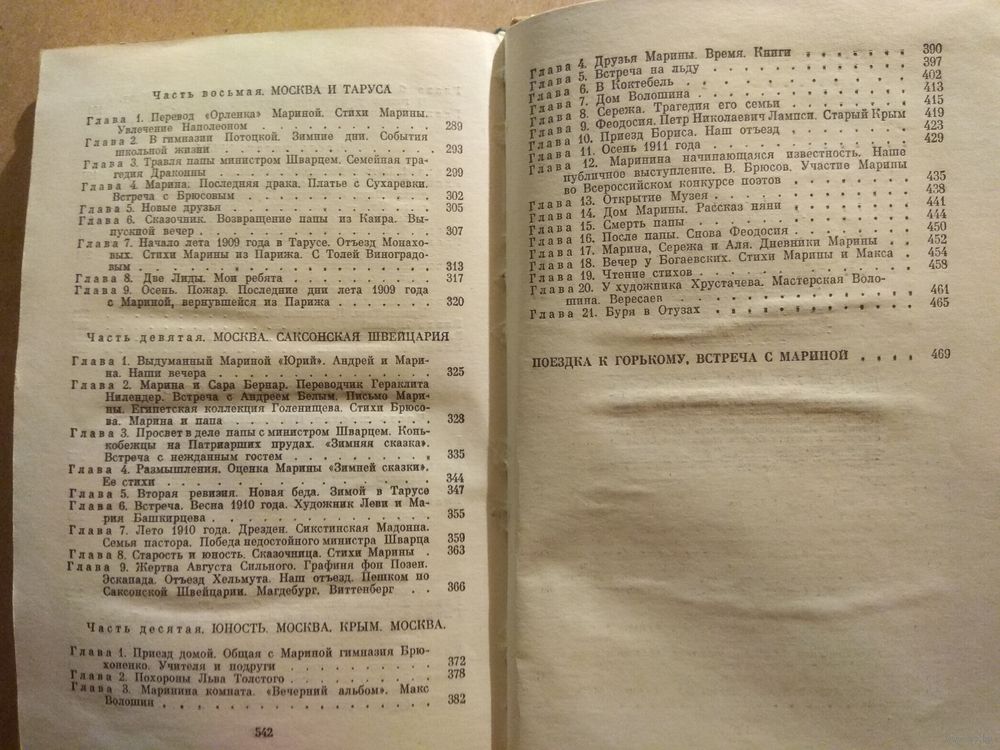 Часть восьмая. МОСКВА И ТАРУСА
Глава 1. Перевод «Орленка» Мариной. Стихи Марины.
Увлечение Наполеоном . . . . . . . . . . 289
Глава 2. В гимназии Потоцкой. Зимние дни. События
школьной жизни . . . . . . . . . . . . 293
Глава 3. Травля папы министром Шварцем. Семейная тра-
гедия Драконны . . . . . . . . . . . . 299
Глава 4. Марина. Последняя драка. Платье с Сухаревки.
Встреча с Брюсовым . . . . . . . . . . 302
Глава 5. Новые друзья . . . . . . . . . . 305
Глава 6. Сказочник. Возвращение папы из Каира. Вы-
пускной вечер . . . . . . . . . . . . 307
Глава 7. Начало лета 1909 года в Тарусе. Отъезд Монахо-
вых. Стихи Марины из Парижа. С Толей Виноградо-
вым . . . . . . . . . . . . . . . . 313
Глава 8. Две Лиды. Мои ребята . . . . . . . 317
Глава 9. Осень. Пожар. Последние дни лета 1909 года
с Мариной, вернувшейся из Парижа . . . . . 320
Часть девятая. МОСКВА. САКСОНСКАЯ ШВЕЙЦАРИЯ
Глава 1. Выдуманный Мариной «Юрий». Андрей и Мари-
на. Наши вечера . . . . . . . . . . . . 325
Глава 2. Марина и Сара Бернар. Переводчик Гераклита
Нилендер. Встреча с Андреем Белым. Письмо Мари-
ны. Египетская коллекция Голенищева. Стихи Брюсо-
ва. Марина и папа . . . . . . . . . . . 328
Глава 3. Просвет в деле папы с министром Шварцем. Конь-
кобежцы на Патриарших прудах. «Зимняя сказка».
Встреча с нежданным гостем . . . . . . . . 335
Глава 4. Размышления. Оценка Марины «Зимней сказки».
Ее стихи . . . . . . . . . . . . . . 344
Глава 5. Вторая ревизия. Новая беда. Зимой в Тарусе 347
Глава 6. Встреча. Весна 1910 года. Художник Леви и Ма-
рия Башкирцева . . . . . . . . . . . . 355
Глава 7. Лето 1910 года. Дрезден. Сикстинская Мадонна.
Семья пастора. Победа недостойного министра Шварца 359
Глава 8. Старость и юность. Сказочница. Стихи Марины . 363
Глава 9. Жертва Августа Сильного. Графиня фон Позен.
Эскапада. Отъезд Хельмута. Наш отъезд. Пешком по
Саксонской Швейцарии. Магдебург. Виттенберг . . 366
Часть десятая. ЮНОСТЬ. МОСКВА. КРЫМ. МОСКВА.
Глава 1. Приезд домой. Общая с Мариной гимназия Брю-
хоненко. Учителя и подруги . . . . . . . . 372
Глава 2. Похороны Льва Толстого . . . . . . . 378
Глава 3. Маринина комната. «Вечерний альбом». Макс
Волошин . . . . . . . . . . . . . . 382
542
Глава 4. Друзья Марины. Время. Книги . . . . . 390
Глава 5. Встреча на льду . . . . . . . . . 397
Глава 6. В Коктебель . . . . . . . . . . 402
Глава 7. Дом Волошина . . . . . . . . . . 413
Глава 8. Сережа. Трагедия его семьи . . . . . . 415
Глава 9. Феодосия. Петр Николаевич Лампси. Старый Крым 419
Глава 10. Приезд Бориса. Наш отъезд . . . . . . 423
Глава 11. Осень 1911 года . . . . . . . . . 429
Глава 12. Маринина начинающаяся известность. Наше
публичное выступление. В. Брюсов. Участие Марины
во Всероссийском конкурсе поэтов . . . . . . 435
Глава 13. Открытие Музея . . . . . . . . . 438
Глава 14. Дом Марины. Рассказ няни . . . . . . 441
Глава 15. Смерть папы . . . . . . . . . . 444
Глава 16. После папы. Снова Феодосия . . . . . 450
Глава 17. Марина, Сережа и Аля. Дневники Марины . . 452
Глава 18. Вечер у Богаевских. Стихи Марины и Макса . 454
Глава 19. Чтение стихов . . . . . . . . . 458
Глава 20. У художника Хрустачева. Мастерская Воло-
шина. Вересаев . . . . . . . . . . . . 461
Глава 21. Буря в Отузах . . . . . . . . . 465
ПОЕЗДКА К ГОРЬКОМУ. ВСТРЕЧА С МАРИНОЙ . . . . 469